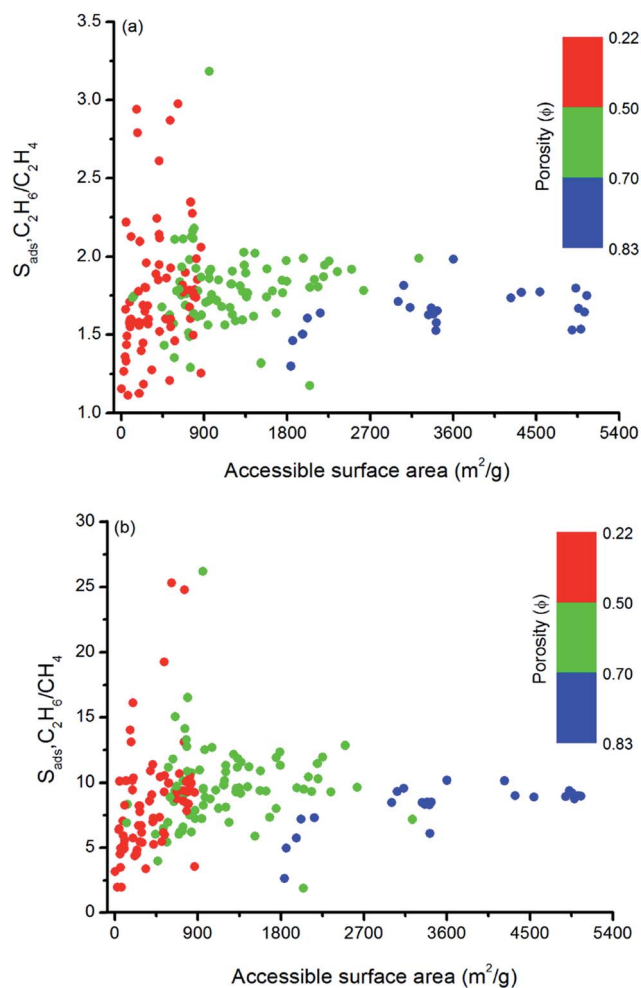 (a)
3.5
3.0
2.5
2.0
1.5
1.0
S_ads, C₂H₆/C₂H₄
0 900 1800 2700 3600 4500 5400
Accessible surface area (m²/g)
Porosity (ϕ)
0.22
0.50
0.70
0.83
(b)
30
25
20
15
10
5
0
S_ads, C₂H₆/CH₄
0 900 1800 2700 3600 4500 5400
Accessible surface area (m²/g)
Porosity (ϕ)
0.22
0.50
0.70
0.83